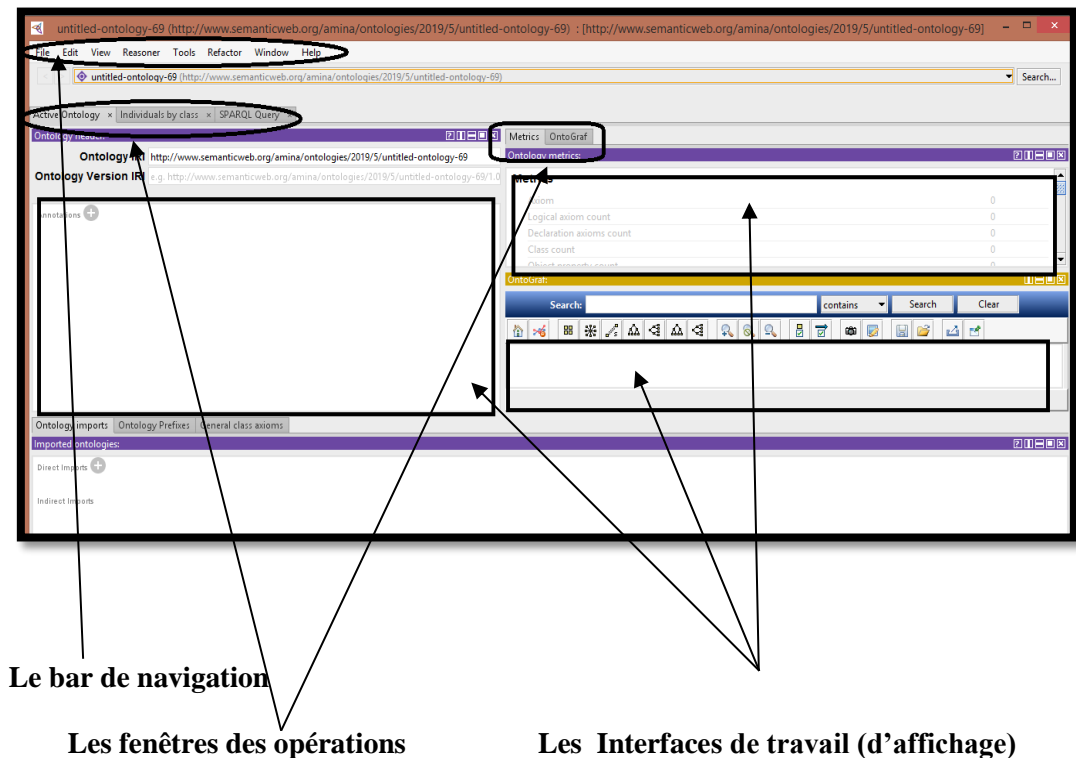 untitled-ontology-69 (http://www.semanticweb.org/amina/ontologies/2019/5/untitled-ontology-69) : [http://www.semanticweb.org/amina/ontologies/2019/5/untitled-ontology-69]
File Edit View Reasoner Tools Refactor Window Help
untitled-ontology-69 (http://www.semanticweb.org/amina/ontologies/2019/5/untitled-ontology-69)
Search...
Active Ontology × Individuals by class × SPARQL Query ×
Ontology header:
Ontology IRI http://www.semanticweb.org/amina/ontologies/2019/5/untitled-ontology-69
Ontology Version IRI e.g. http://www.semanticweb.org/amina/ontologies/2019/5/untitled-ontology-69/1.0
Annotations
Metrics OntoGraf
Ontology metrics:
Metrics
Axiom 0
Logical axiom count 0
Declaration axioms count 0
Class count 0
Object property count 0
OntoGraf:
Search: contains Search Clear
Ontology imports Ontology Prefixes General class axioms
Imported ontologies:
Direct Imports
Indirect Imports
Le bar de navigation
Les fenêtres des opérations
Les Interfaces de travail (d’affichage)